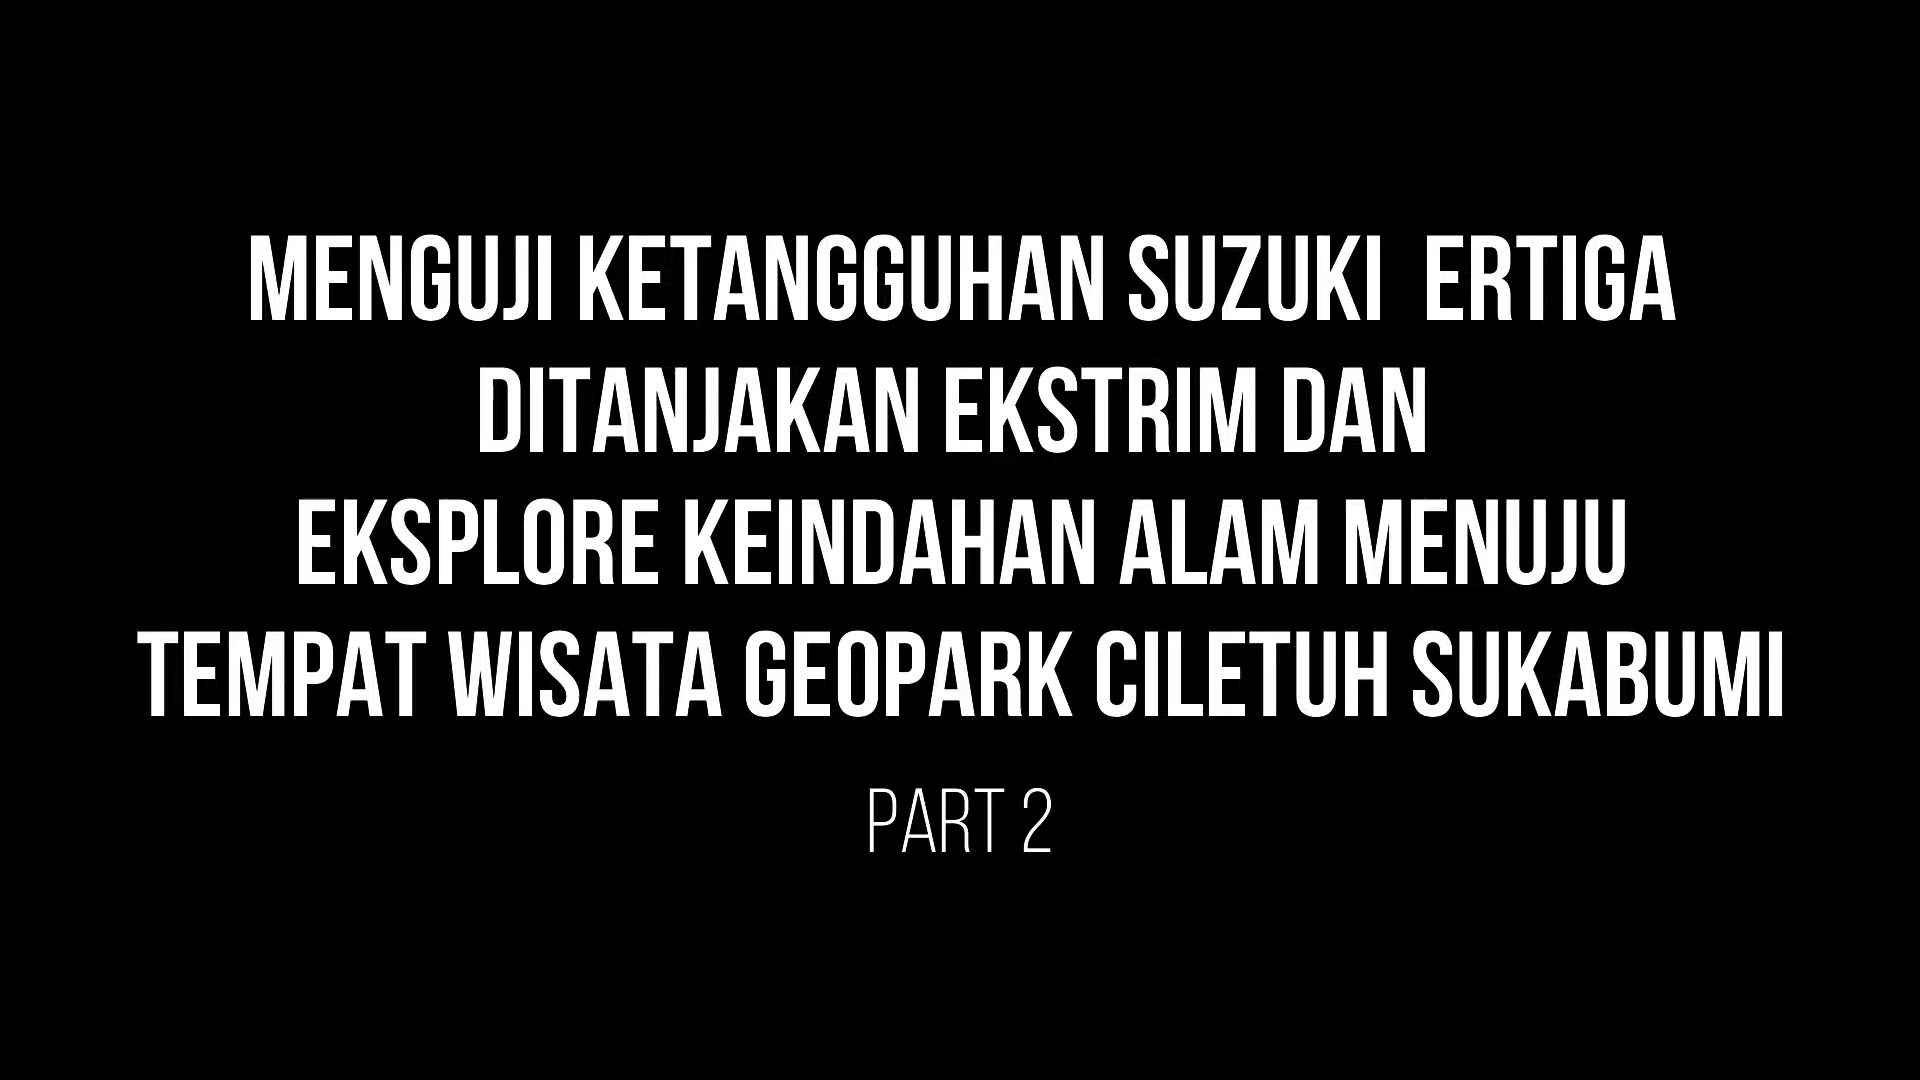 MENGUJI KETANGGUHAN SUZUKI  ERTIGA
DITANJAKAN EKSTRIM DAN
EKSPLORE KEINDAHAN ALAM MENUJU
TEMPAT WISATA GEOPARK CILETUH SUKABUMI
PART 2